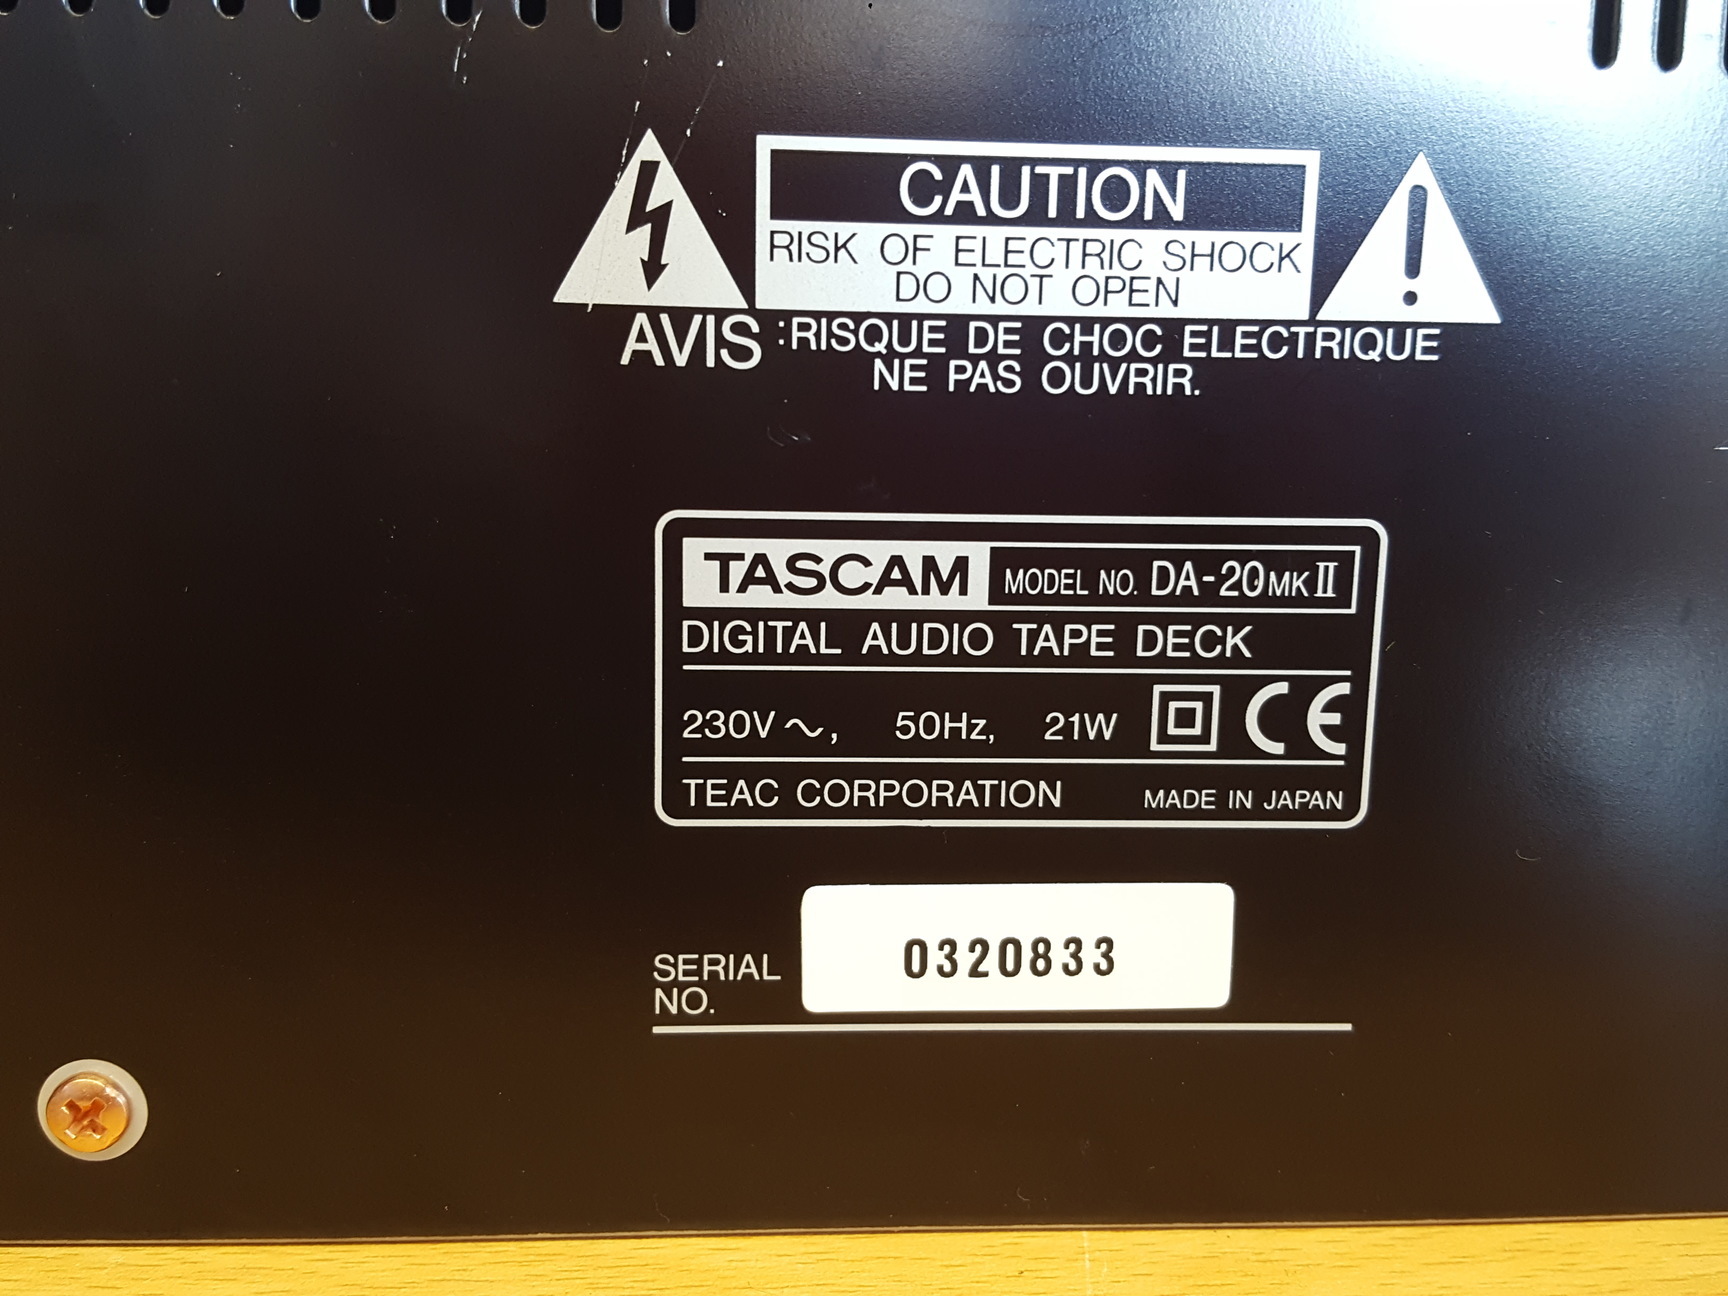 CAUTION
RISK OF ELECTRIC SHOCK
DO NOT OPEN
AVIS :RISQUE DE CHOC ELECTRIQUE
NE PAS OUVRIR.
TASCAM MODEL NO. DA-20MKII
DIGITAL AUDIO TAPE DECK
230V~, 50Hz, 21W CE
TEAC CORPORATION MADE IN JAPAN
SERIAL NO. 0320833